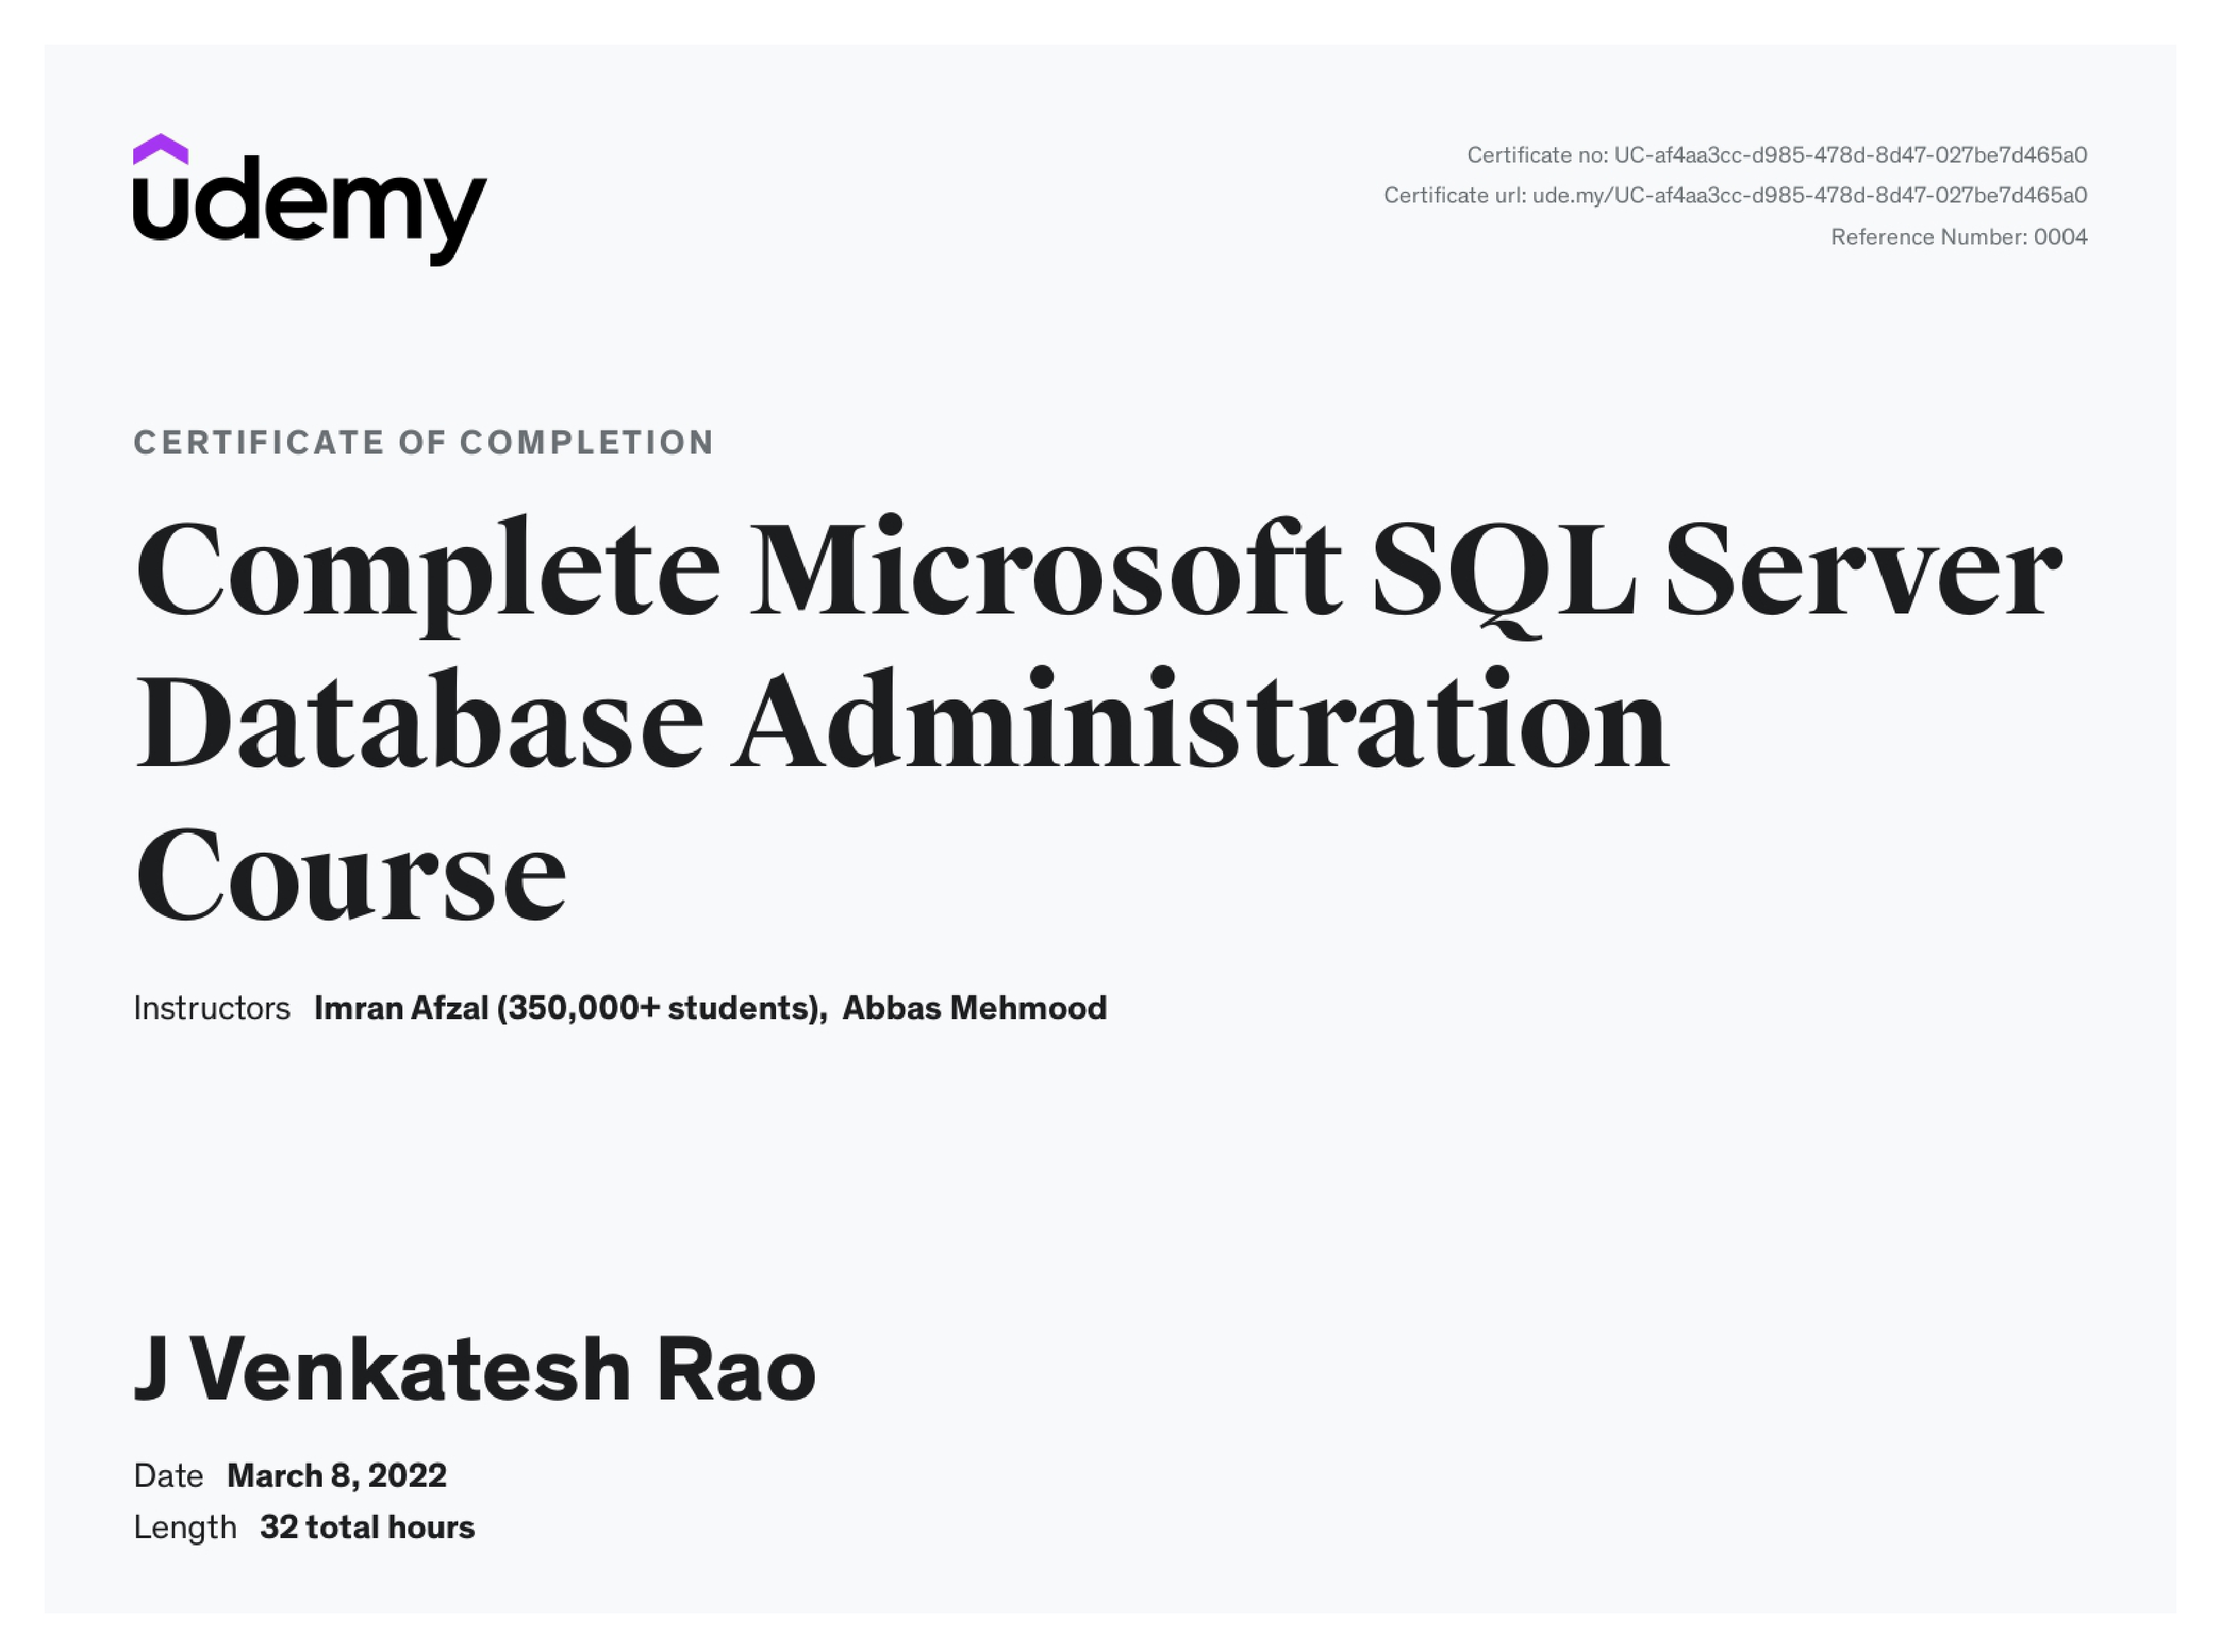 udemy
Certificate no: UC-af4aa3cc-d985-478d-8d47-027be7d465a0
Certificate url: ude.my/UC-af4aa3cc-d985-478d-8d47-027be7d465a0
Reference Number: 0004
CERTIFICATE OF COMPLETION
Complete Microsoft SQL Server
Database Administration
Course
Instructors Imran Afzal (350,000+ students), Abbas Mehmood
J Venkatesh Rao
Date March 8, 2022
Length 32 total hours